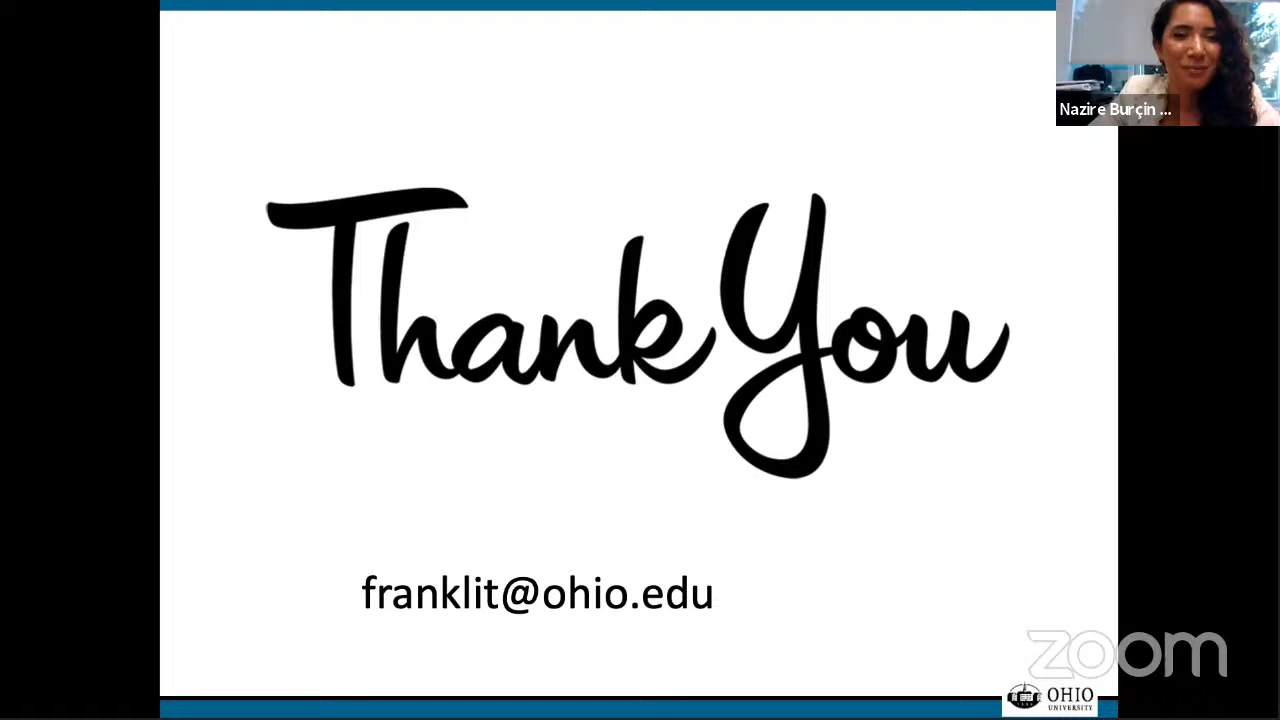 Nazire Burçin ...
Thank You
franklit@ohio.edu
zoom
OHIO
UNIVERSITY